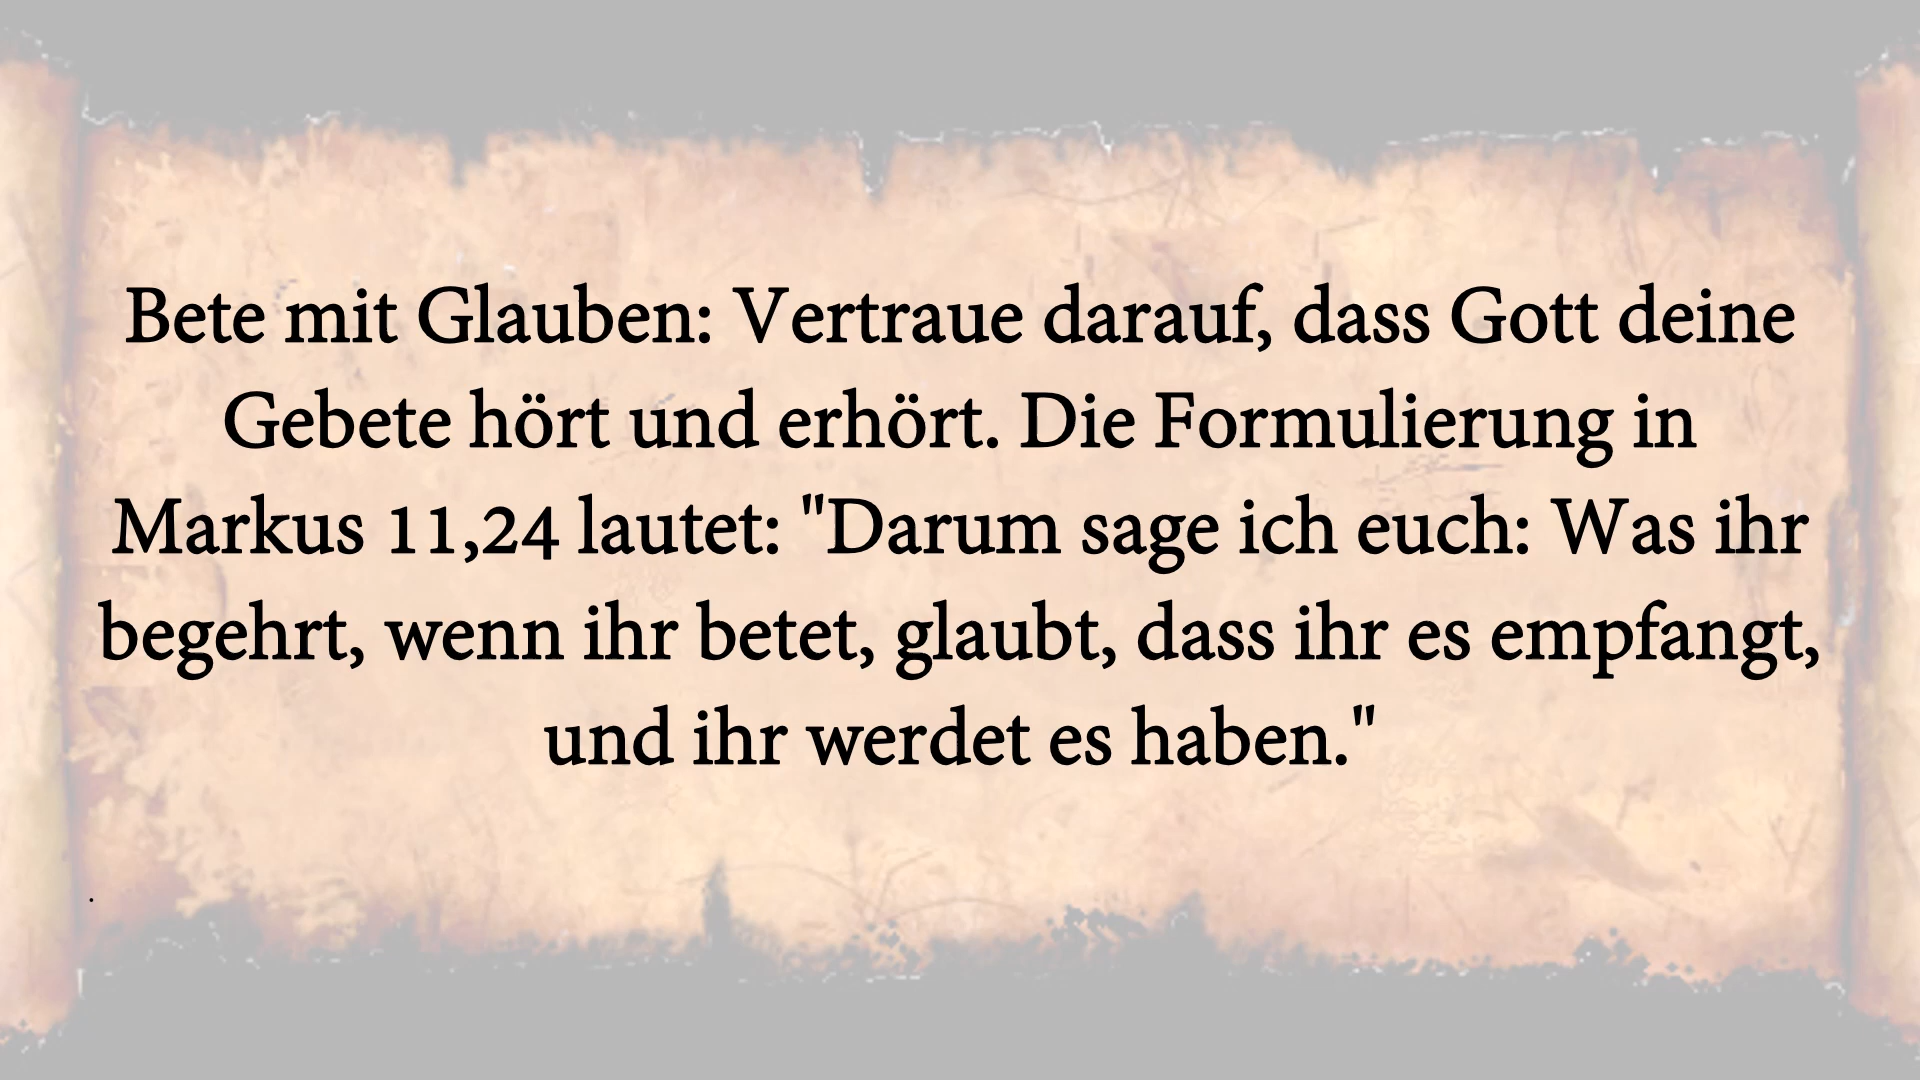 Bete mit Glauben: Vertraue darauf, dass Gott deine
Gebete hört und erhört. Die Formulierung in
Markus 11,24 lautet: "Darum sage ich euch: Was ihr
begehrt, wenn ihr betet, glaubt, dass ihr es empfangt,
und ihr werdet es haben."
.